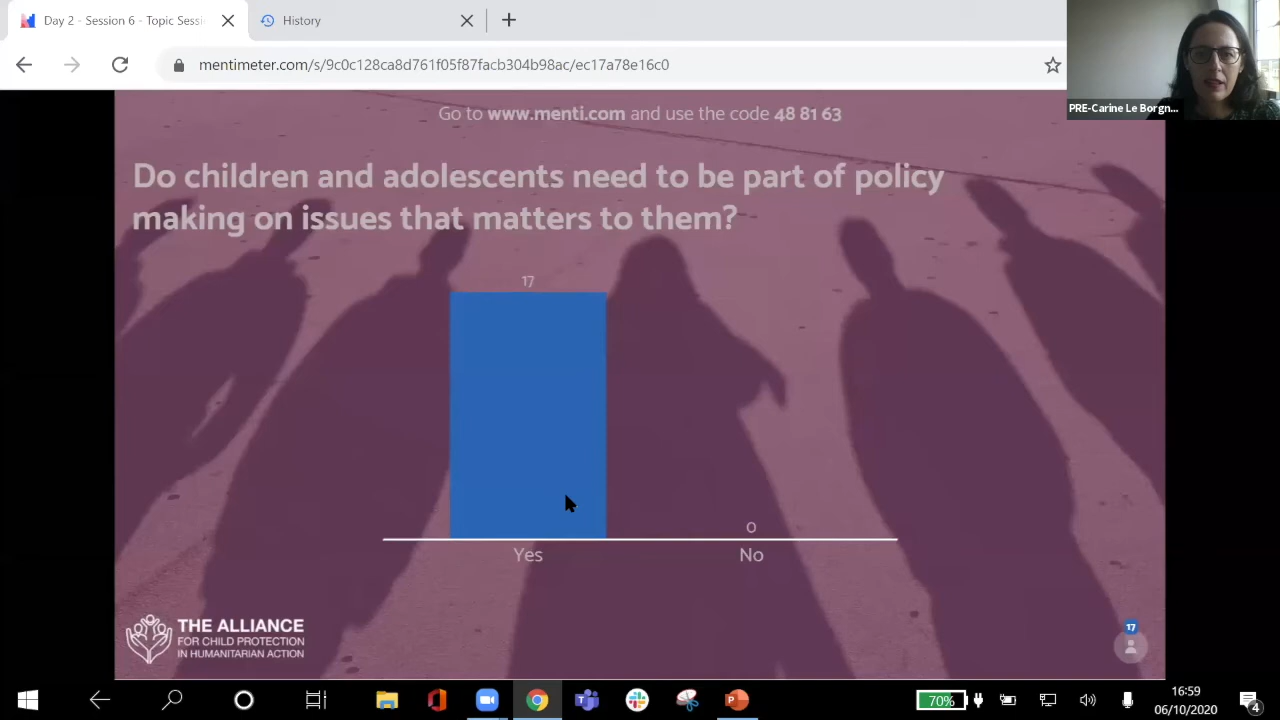 Day 2 - Session 6 - Topic Sessi
History
mentimeter.com/s/9c0c128ca8d761f05f87facb304b98ac/ec17a78e16c0
PRE-Carine Le Borgn...
Go to www.menti.com and use the code 48 81 63
Do children and adolescents need to be part of policy
making on issues that matters to them?
17
0
Yes
No
THE ALLIANCE
FOR CHILD PROTECTION
IN HUMANITARIAN ACTION
17
70%
16:59
06/10/2020
4